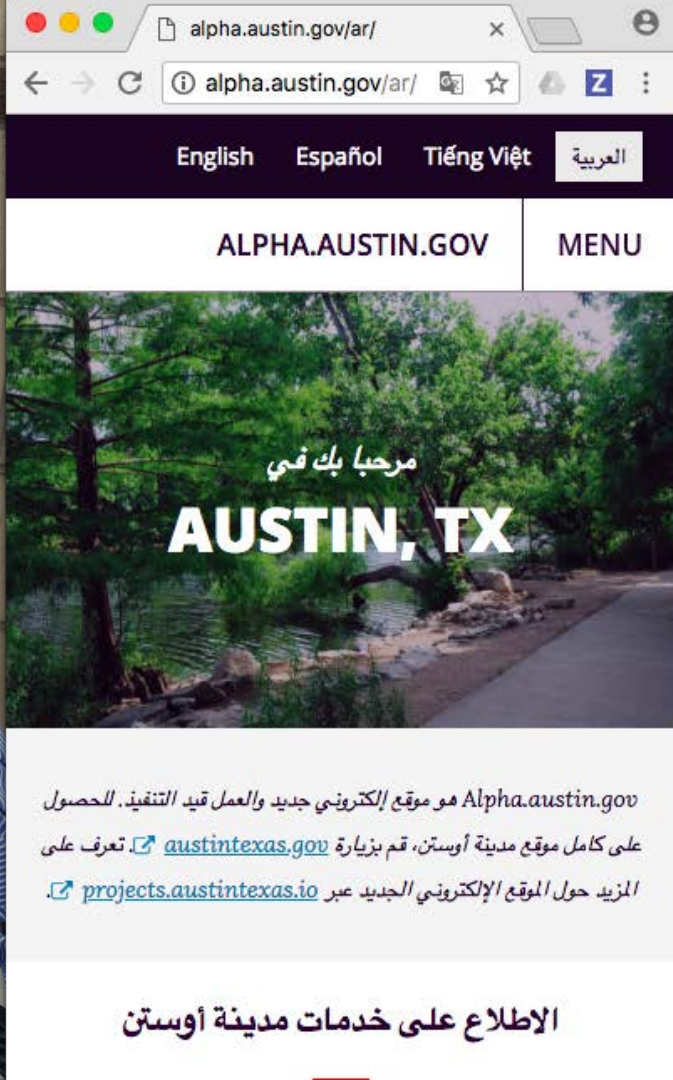 alpha.austin.gov/ar/
alpha.austin.gov/ar/ Z
English Español Tiếng Việt العربية
ALPHA.AUSTIN.GOV MENU
مرحبا بك في
AUSTIN, TX
Alpha.austin.gov هو موقع إلكتروني جديد والعمل قيد التنفيذ. للحصول
على كامل موقع مدينة أوستن، قم بزيارة austintexas.gov. تعرف على
المزيد حول الموقع الإلكتروني الجديد عبر projects.austintexas.io.
الاطلاع على خدمات مدينة أوستن